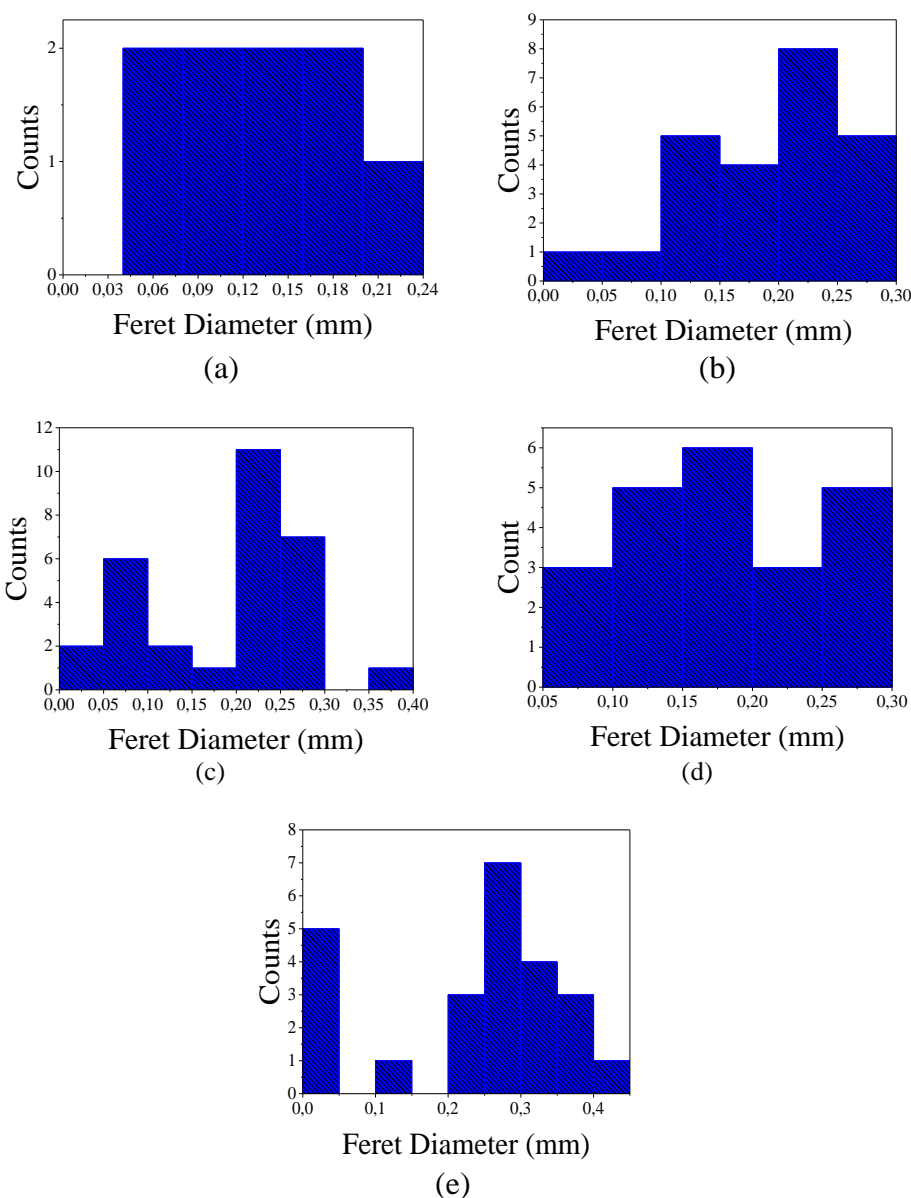 2
1
0
Counts
0,00 0,03 0,06 0,09 0,12 0,15 0,18 0,21 0,24
Feret Diameter (mm)
(a)
9
8
7
6
5
4
3
2
1
0
Counts
0,00 0,05 0,10 0,15 0,20 0,25 0,30
Feret Diameter (mm)
(b)
12
10
8
6
4
2
0
Counts
0,00 0,05 0,10 0,15 0,20 0,25 0,30 0,35 0,40
Feret Diameter (mm)
(c)
6
5
4
3
2
1
0
Count
0,05 0,10 0,15 0,20 0,25 0,30
Feret Diameter (mm)
(d)
8
7
6
5
4
3
2
1
0
Counts
0,0 0,1 0,2 0,3 0,4
Feret Diameter (mm)
(e)